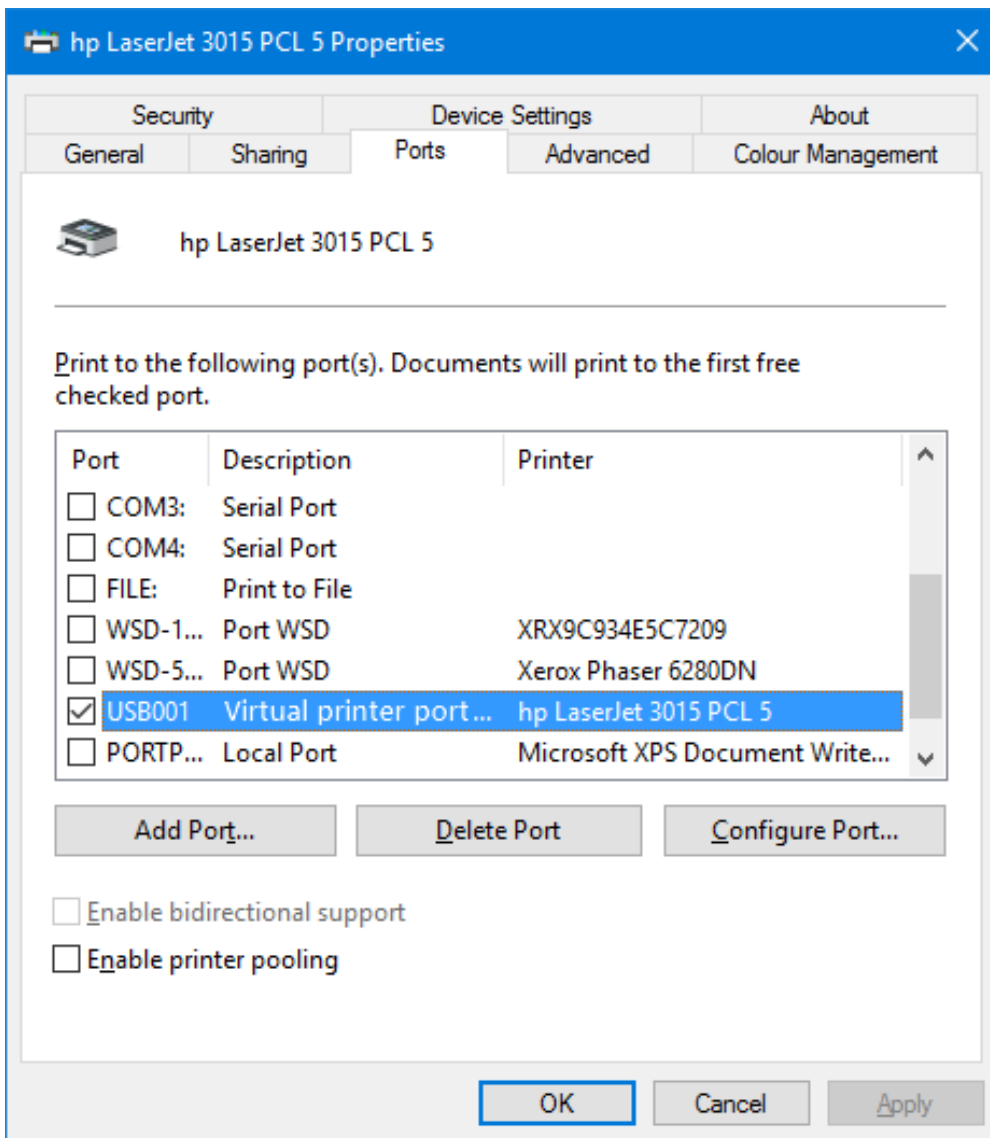 hp LaserJet 3015 PCL 5 Properties
Security Device Settings About
General Sharing Ports Advanced Colour Management
hp LaserJet 3015 PCL 5
Print to the following port(s). Documents will print to the first free
checked port.
Port Description Printer
COM3: Serial Port
COM4: Serial Port
FILE: Print to File
WSD-1... Port WSD XRX9C934E5C7209
WSD-5... Port WSD Xerox Phaser 6280DN
USB001 Virtual printer port... hp LaserJet 3015 PCL 5
PORTP... Local Port Microsoft XPS Document Write...
Add Port... Delete Port Configure Port...
Enable bidirectional support
Enable printer pooling
OK Cancel Apply